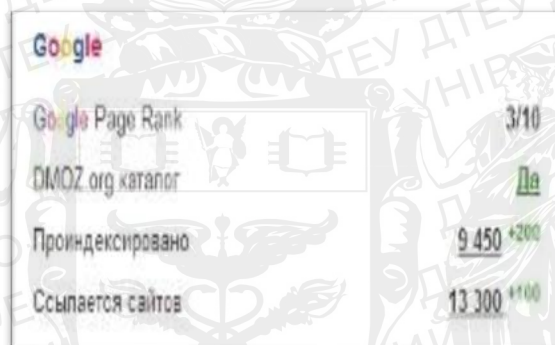 Google
Google Page Rank 3/10
DMOZ.org каталог Да
Проиндексировано 9 450 +200
Ссылается сайтов 13 300 +100